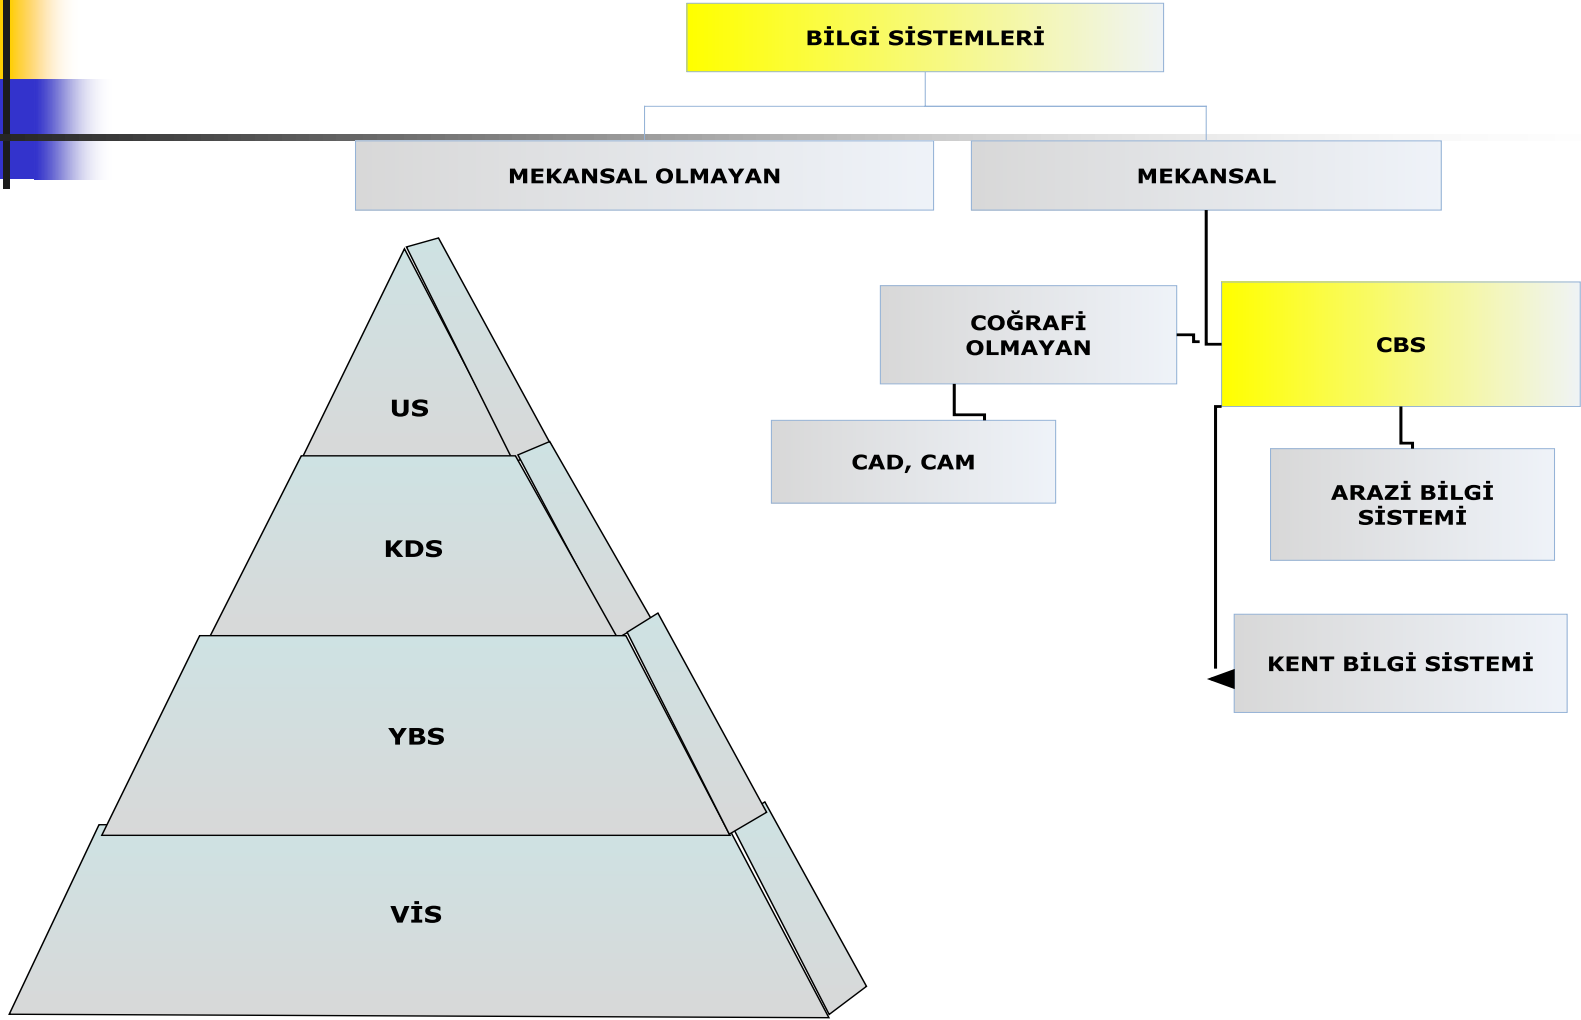 BİLGİ SİSTEMLERİ
MEKANSAL OLMAYAN
MEKANSAL
COĞRAFİ
OLMAYAN
CBS
CAD, CAM
ARAZİ BİLGİ
SİSTEMİ
KENT BİLGİ SİSTEMİ
US
KDS
YBS
VİS